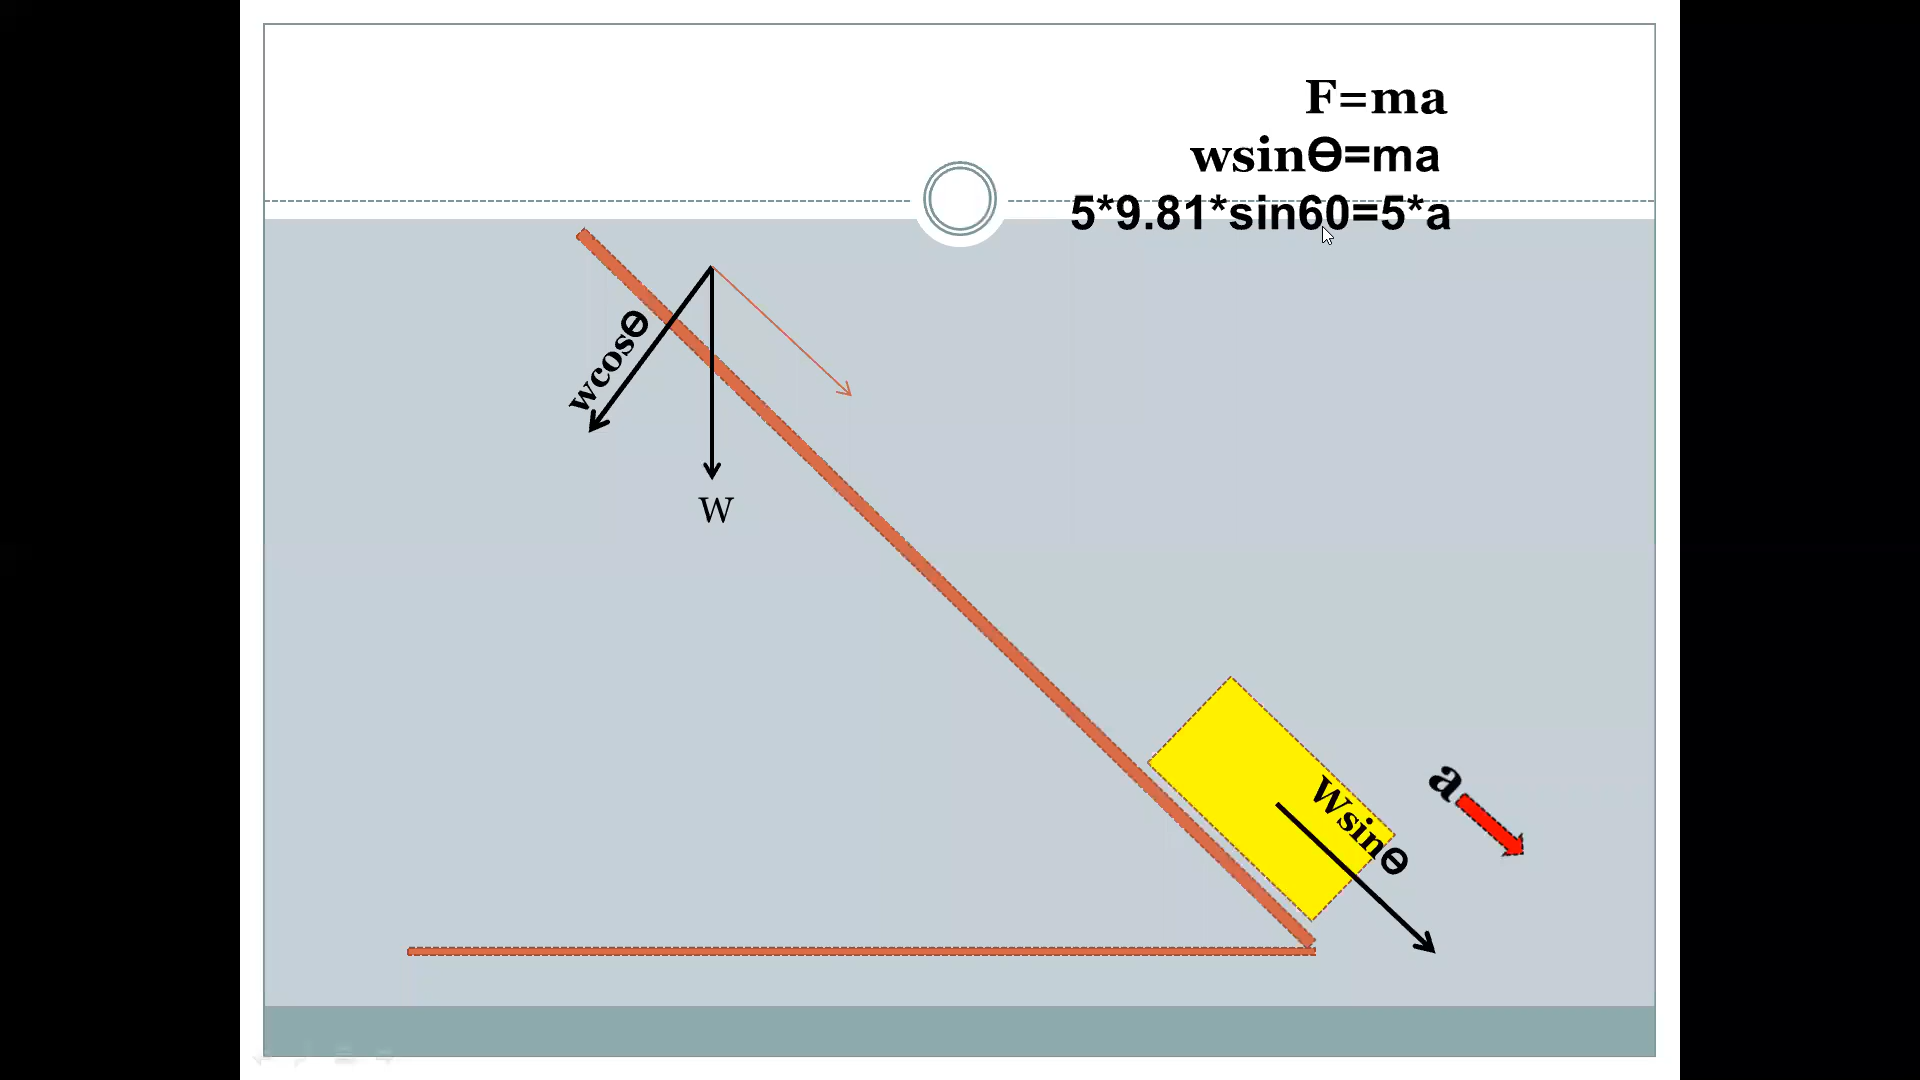 F=ma
wsinΘ=ma
5*9.81*sin60=5*a
wcosΘ
W
WsinΘ
a